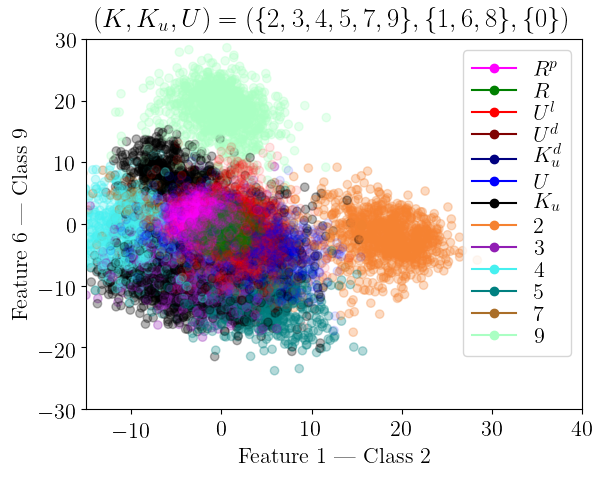 (K, K_u, U) = ({2, 3, 4, 5, 7, 9}, {1, 6, 8}, {0})
30
20
10
0
−10
−20
−30
Feature 6 — Class 9
−10
0
10
20
30
40
Feature 1 — Class 2
R^p
R
U^l
U^d
K_u^d
U
K_u
2
3
4
5
7
9